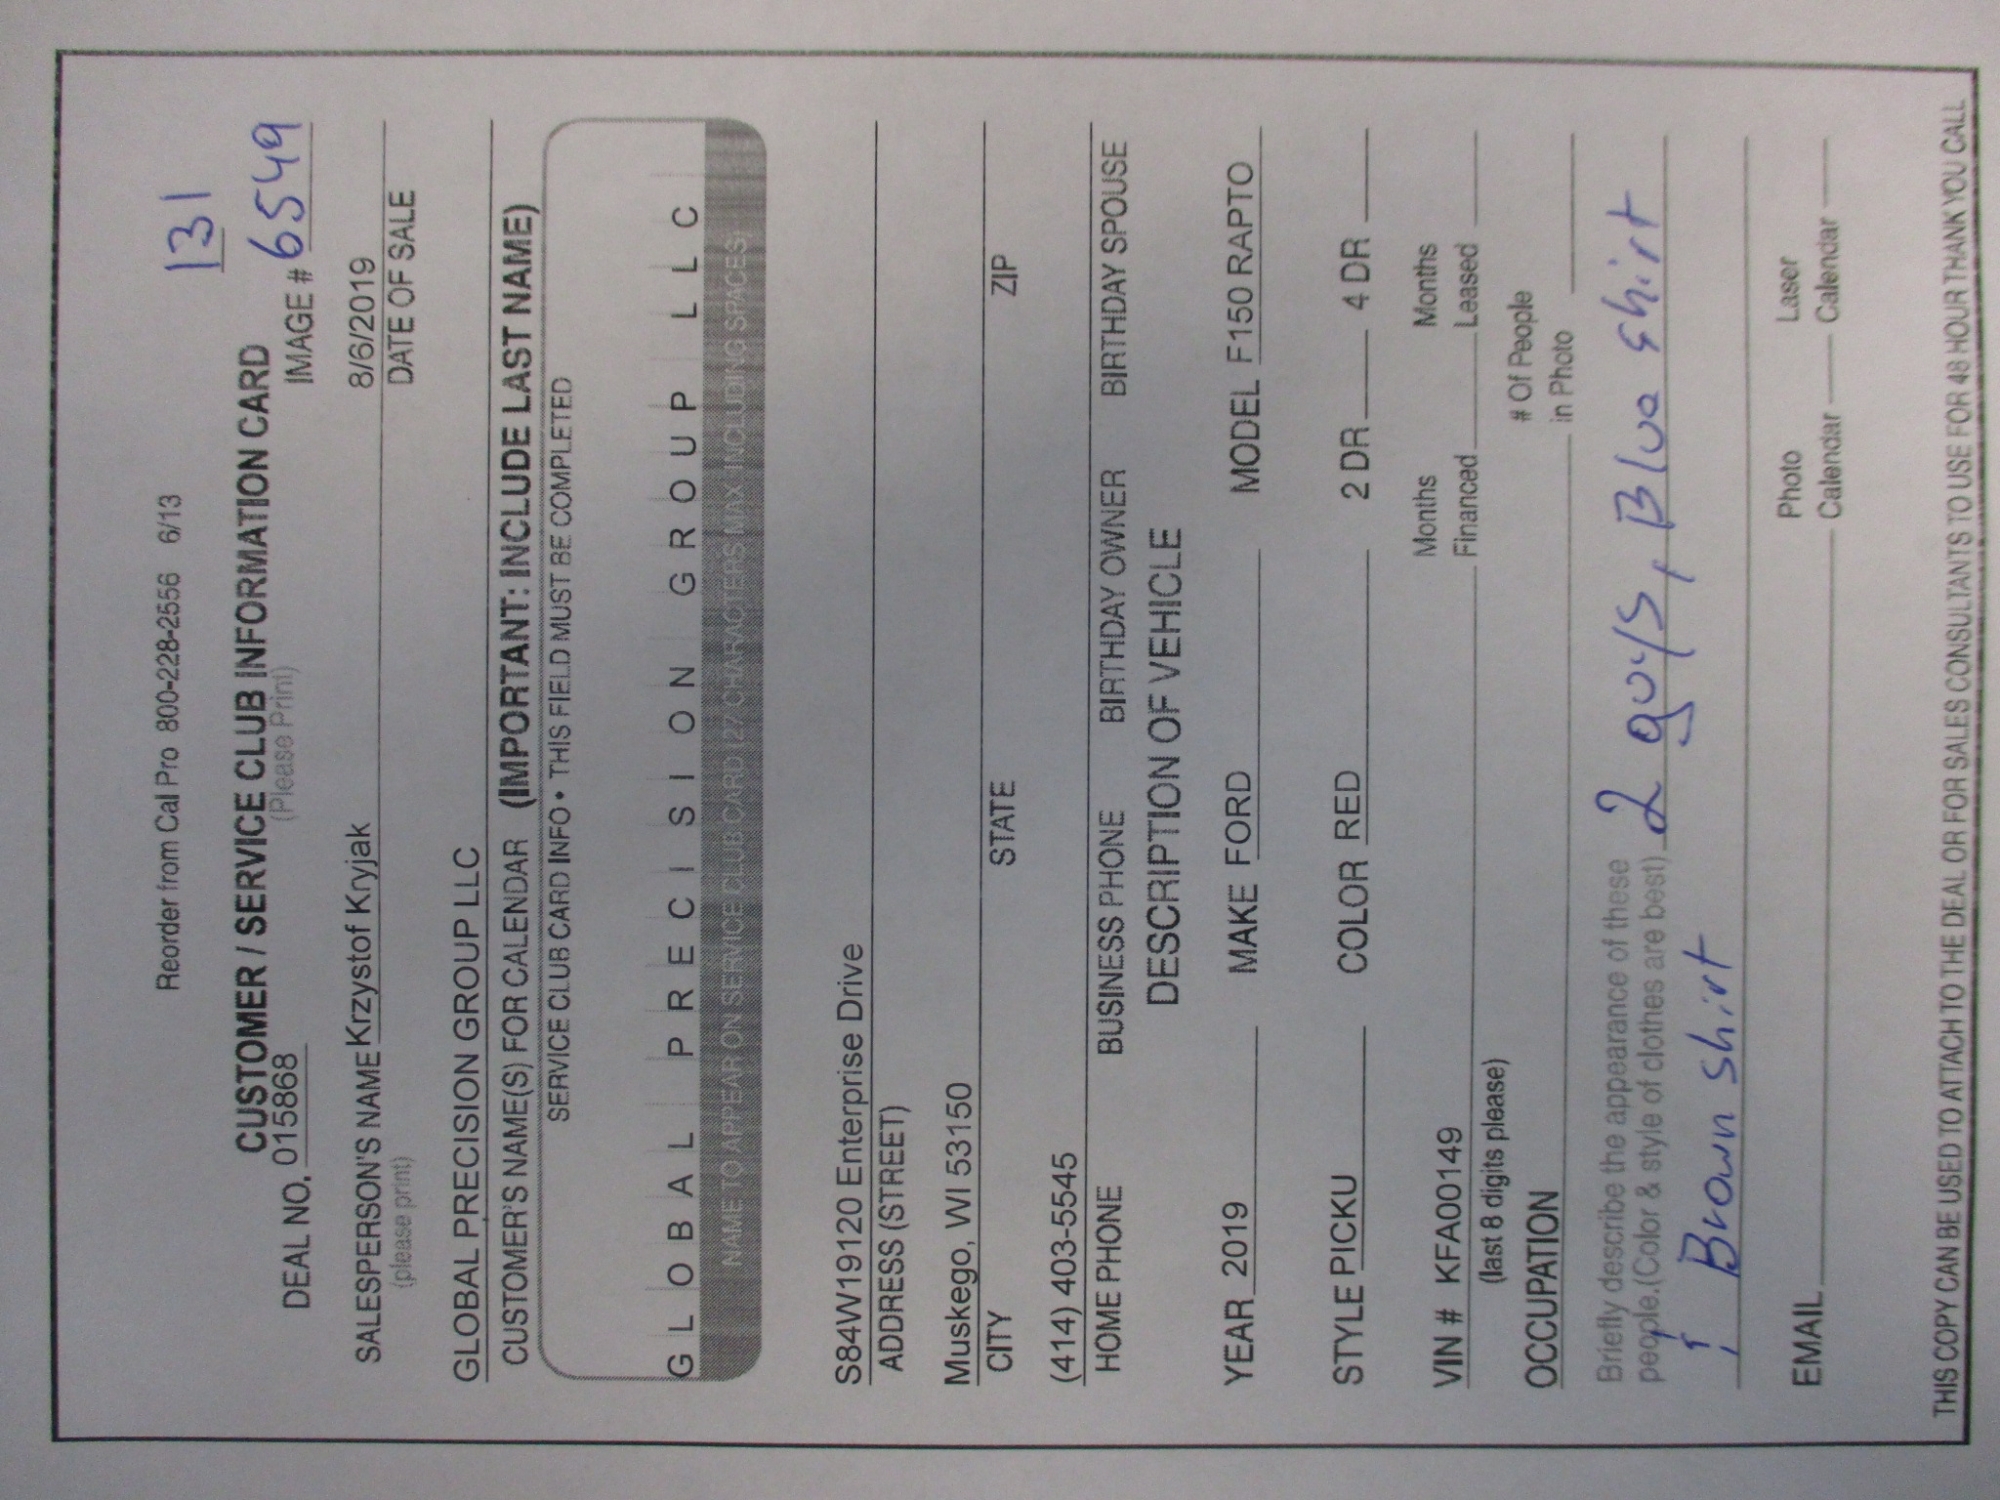 131
Reorder from Cal Pro 800-228-2556 6/13
CUSTOMER / SERVICE CLUB INFORMATION CARD
(Please Print)
DEAL NO. 015868 IMAGE # 6549
SALESPERSON'S NAME Krzystof Kryjak 8/6/2019
(please print) DATE OF SALE
GLOBAL PRECISION GROUP LLC
CUSTOMER'S NAME(S) FOR CALENDAR (IMPORTANT: INCLUDE LAST NAME)
SERVICE CLUB CARD INFO • THIS FIELD MUST BE COMPLETED
GLOBAL PRECISION GROUP LLC
NAME TO APPEAR ON SERVICE CLUB CARD (27 CHARACTERS MAX INCLUDING SPACES)
S84W19120 Enterprise Drive
ADDRESS (STREET)
Muskego, WI 53150
CITY STATE ZIP
(414) 403-5545
HOME PHONE BUSINESS PHONE BIRTHDAY OWNER BIRTHDAY SPOUSE
DESCRIPTION OF VEHICLE
YEAR 2019 MAKE FORD MODEL F150 RAPTO
STYLE PICKU COLOR RED 2 DR 4 DR
Months Months
VIN # KFA00149 Financed Leased
(last 8 digits please)
# Of People
OCCUPATION in Photo
Briefly describe the appearance of these
people.(Color & style of clothes are best) 2 guys, Blue shirt
, Brown shirt
Photo Laser
EMAIL Calendar Calendar
THIS COPY CAN BE USED TO ATTACH TO THE DEAL OR FOR SALES CONSULTANTS TO USE FOR 48 HOUR THANK YOU CALL